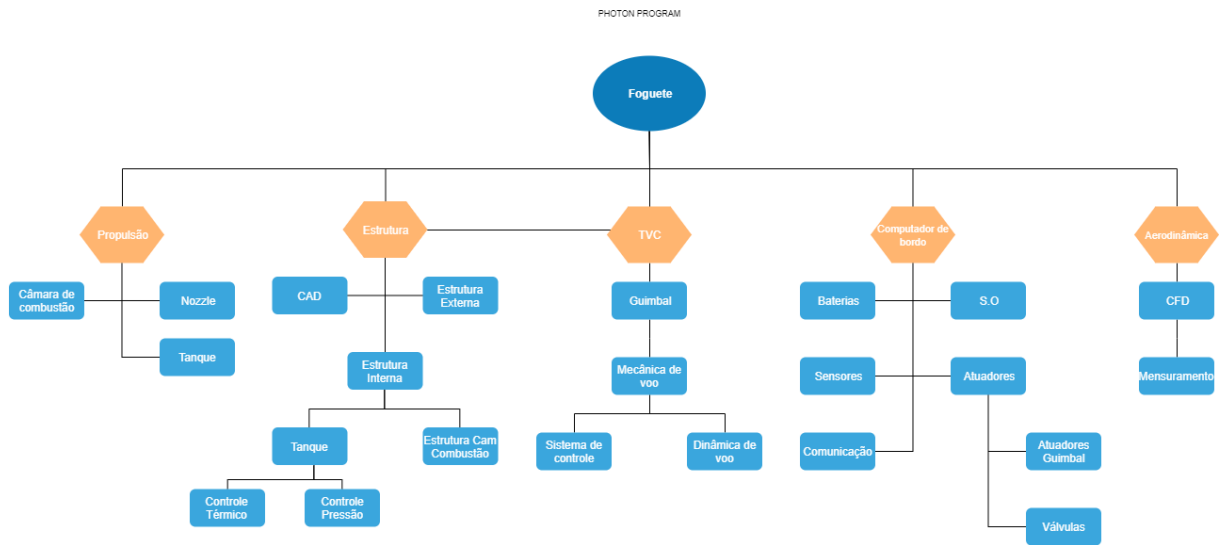 PHOTON PROGRAM
Foguete
Propulsão
Estrutura
TVC
Computador de
bordo
Aerodinâmica
Câmara de
combustão
Nozzle
Tanque
CAD
Estrutura
Externa
Estrutura
Interna
Tanque
Estrutura Cam
Combustão
Controle
Térmico
Controle
Pressão
Guimbal
Mecânica de
voo
Sistema de
controle
Dinâmica de
voo
Baterias
S.O
Sensores
Atuadores
Comunicação
Atuadores
Guimbal
Válvulas
CFD
Mensuramento